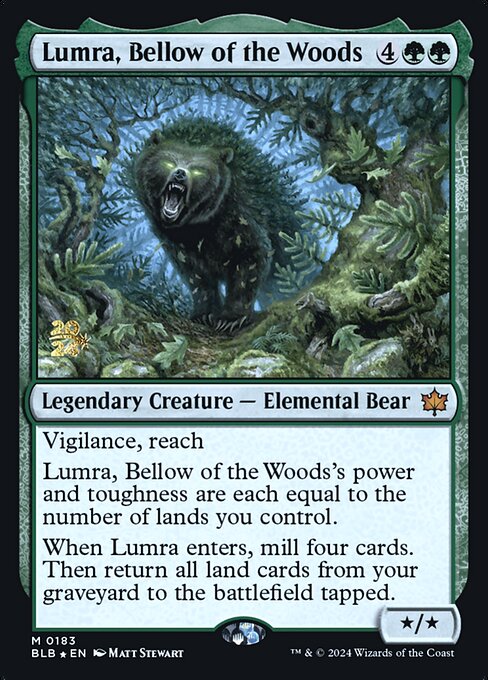 Lumra, Bellow of the Woods 4
Legendary Creature — Elemental Bear
Vigilance, reach
Lumra, Bellow of the Woods's power
and toughness are each equal to the
number of lands you control.
When Lumra enters, mill four cards.
Then return all land cards from your
graveyard to the battlefield tapped.
★/★
M 0183
BLB ★ EN Matt Stewart
™ & © 2024 Wizards of the Coast